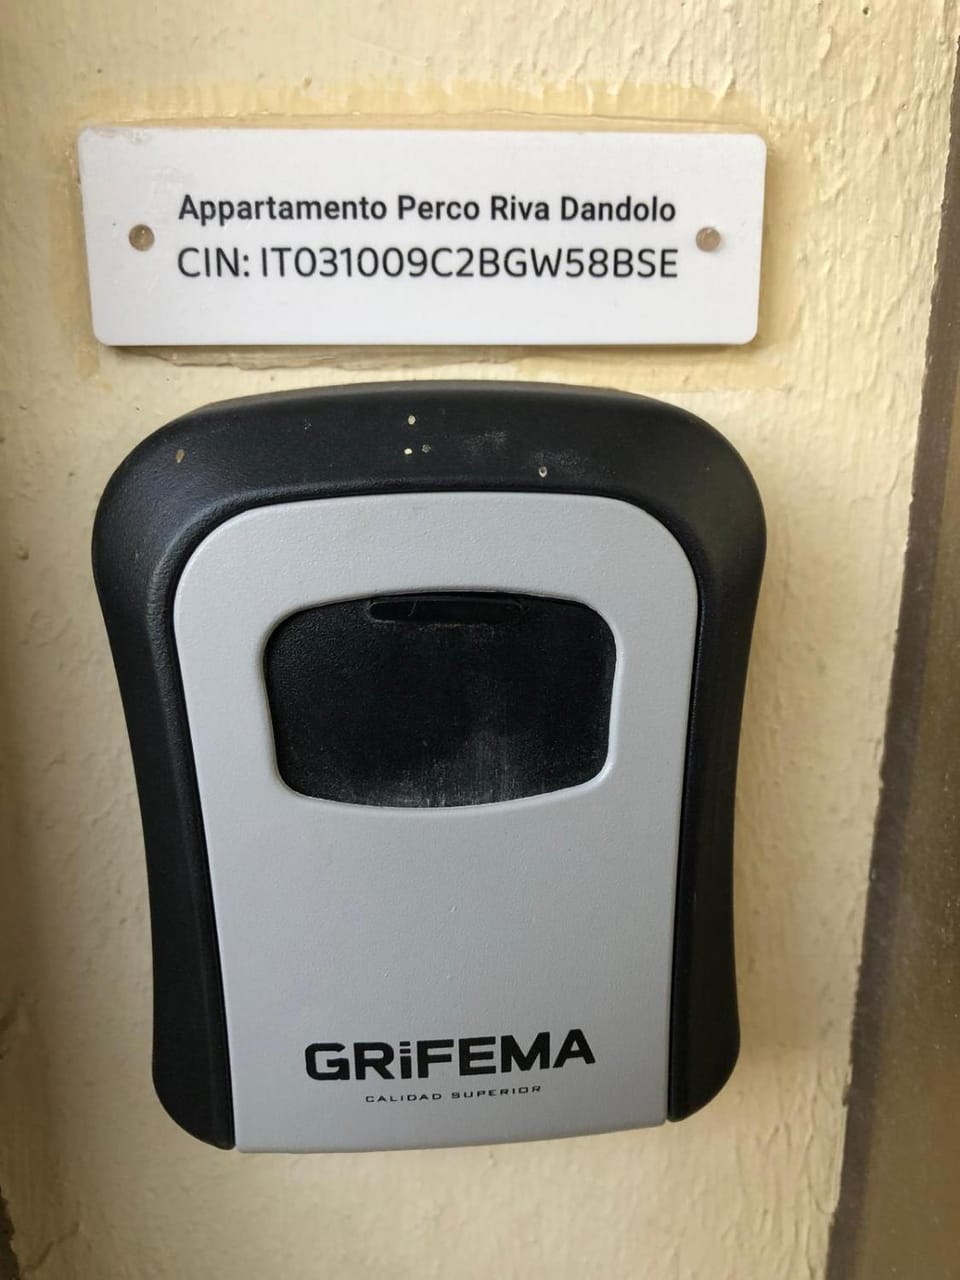 Appartamento Perco Riva Dandolo
CIN: IT031009C2BGW58BSE
GRiFEMA
CALIDAD SUPERIOR